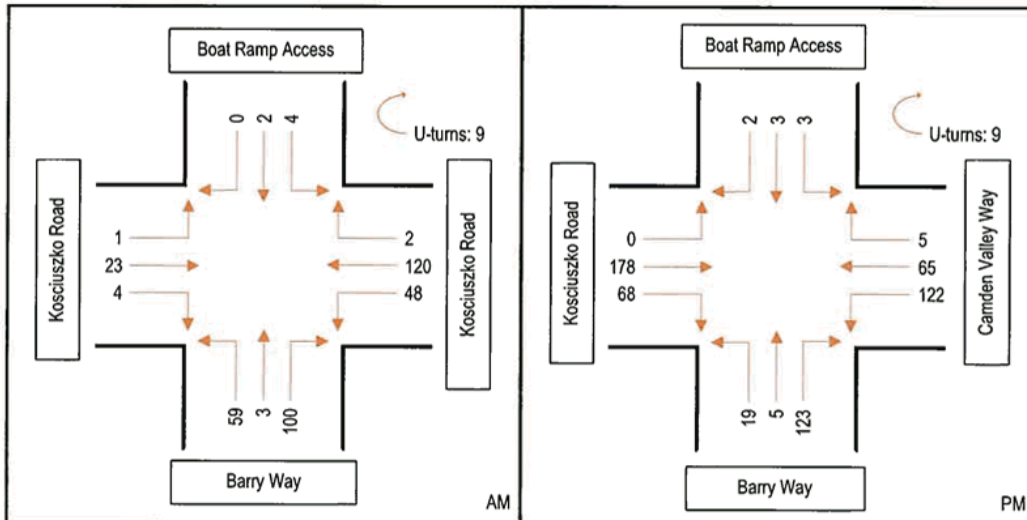 Boat Ramp Access
0
2
4
U-turns: 9
Kosciuszko Road
1
23
4
2
120
48
Kosciuszko Road
59
3
100
Barry Way
AM
Boat Ramp Access
2
3
3
U-turns: 9
Kosciuszko Road
0
178
68
5
65
122
Camden Valley Way
19
5
123
Barry Way
PM